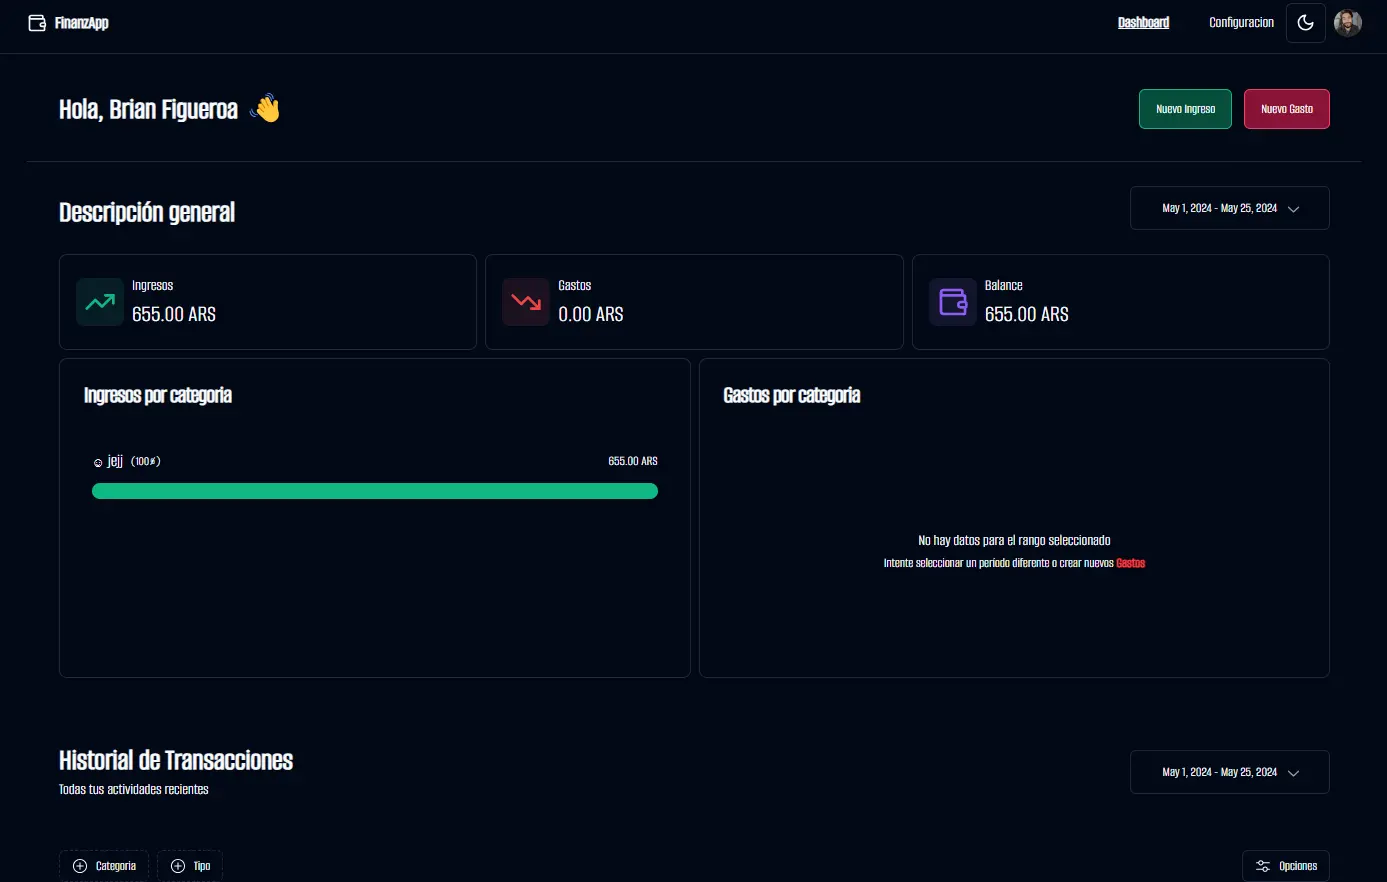 FinanzApp
Dashboard
Configuracion
Hola, Brian Figueroa 👋
Nuevo Ingreso
Nuevo Gasto
Descripción general
May 1, 2024 - May 25, 2024
Ingresos
655.00 ARS
Gastos
0.00 ARS
Balance
655.00 ARS
Ingresos por categoria
Gastos por categoria
☺ jejj (100%)
655.00 ARS
No hay datos para el rango seleccionado
Intente seleccionar un período diferente o crear nuevos Gastos
Historial de Transacciones
Todas tus actividades recientes
May 1, 2024 - May 25, 2024
Categoria
Tipo
Opciones